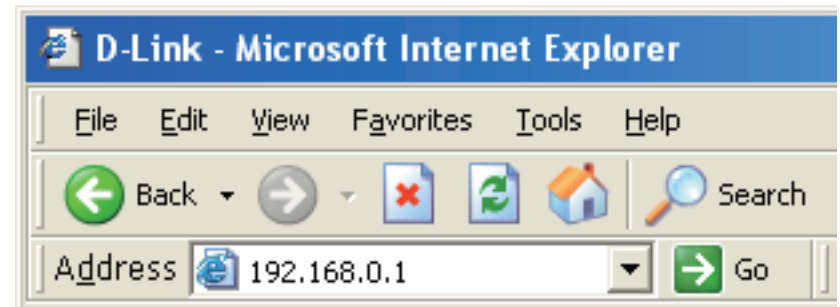 D-Link - Microsoft Internet Explorer
File Edit View Favorites Tools Help
Back Search
Address 192.168.0.1 Go